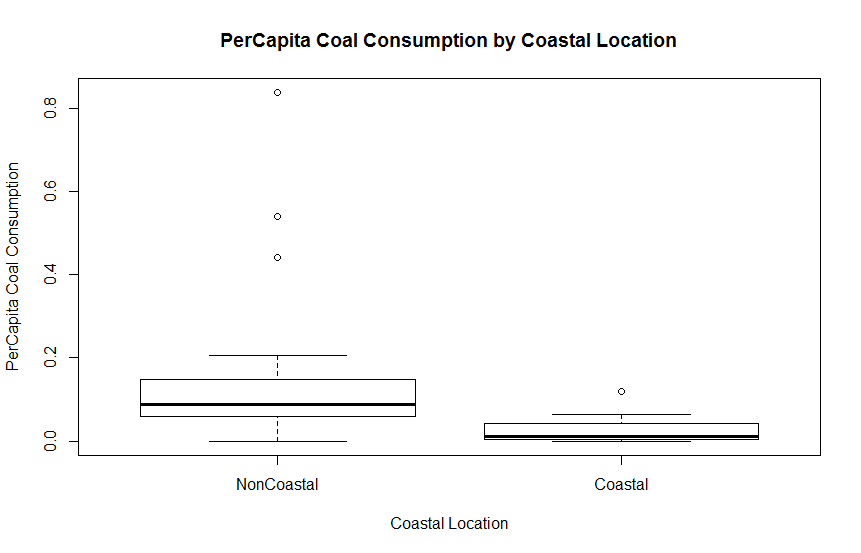 PerCapita Coal Consumption by Coastal Location
PerCapita Coal Consumption
0.8
0.6
0.4
0.2
0.0
NonCoastal
Coastal
Coastal Location